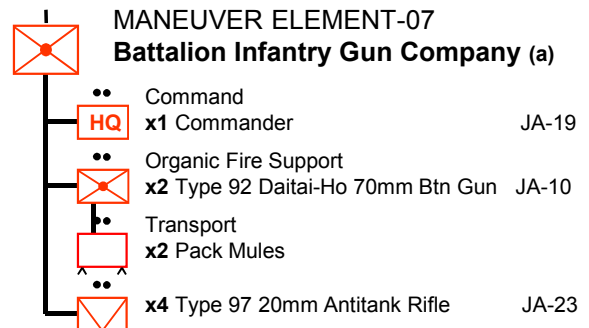 MANEUVER ELEMENT-07
Battalion Infantry Gun Company (a)
Command
HQ x1 Commander JA-19
Organic Fire Support
x2 Type 92 Daitai-Ho 70mm Btn Gun JA-10
Transport
x2 Pack Mules
x4 Type 97 20mm Antitank Rifle JA-23